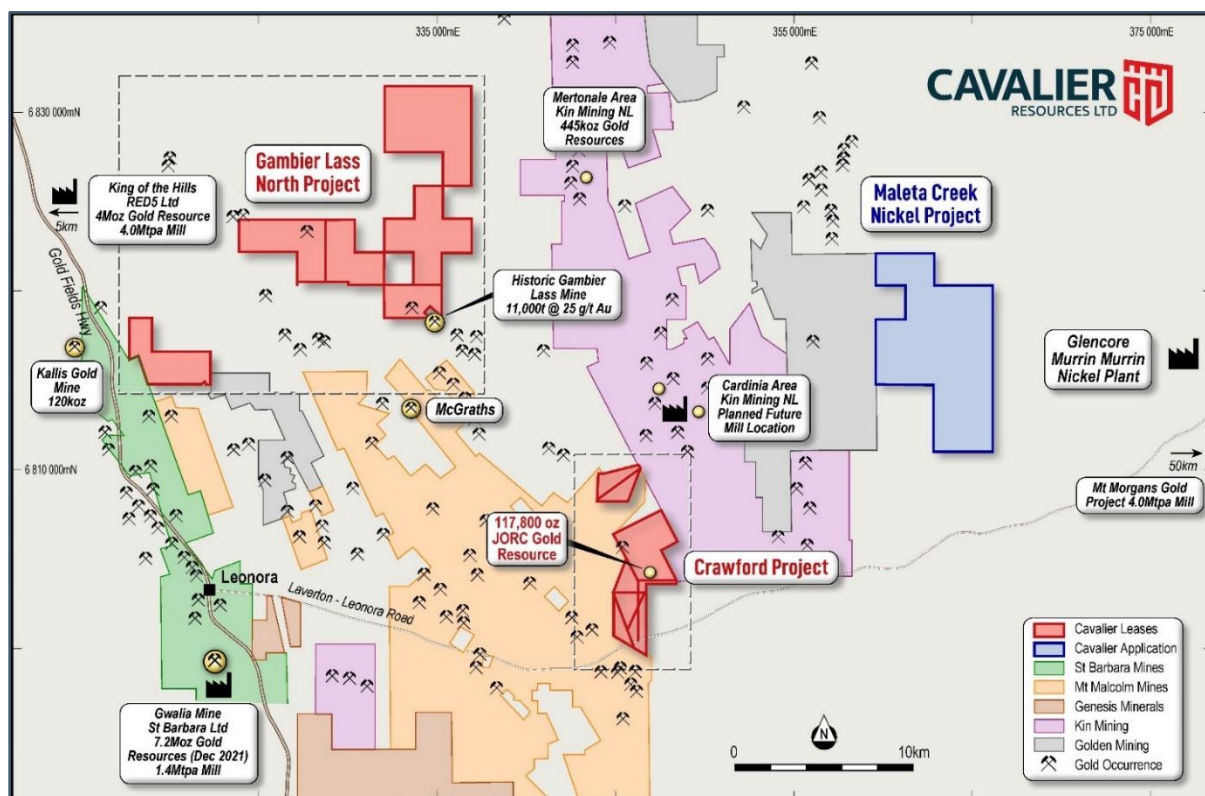 335 000mE
355 000mE
375 000mE
CAVALIER
RESOURCES LTD
6 830 000mN
Mertonale Area
Kin Mining NL
445koz Gold
Resources
Gambier Lass
North Project
King of the Hills
RED5 Ltd
4Moz Gold Resource
4.0Mtpa Mill
5km
Maleta Creek
Nickel Project
Gold Fields Hwy
Historic Gambier
Lass Mine
11,000t @ 25 g/t Au
Kallis Gold
Mine
120koz
McGraths
Cardinia Area
Kin Mining NL
Planned Future
Mill Location
Glencore
Murrin Murrin
Nickel Plant
6 810 000mN
50km
Mt Morgans Gold
Project 4.0Mtpa Mill
117,800 oz
JORC Gold
Resource
Crawford Project
Leonora
Laverton - Leonora Road
Gwalia Mine
St Barbara Ltd
7.2Moz Gold
Resources (Dec 2021)
1.4Mtpa Mill
N
0
10km
Cavalier Leases
Cavalier Application
St Barbara Mines
Mt Malcolm Mines
Genesis Minerals
Kin Mining
Golden Mining
Gold Occurrence